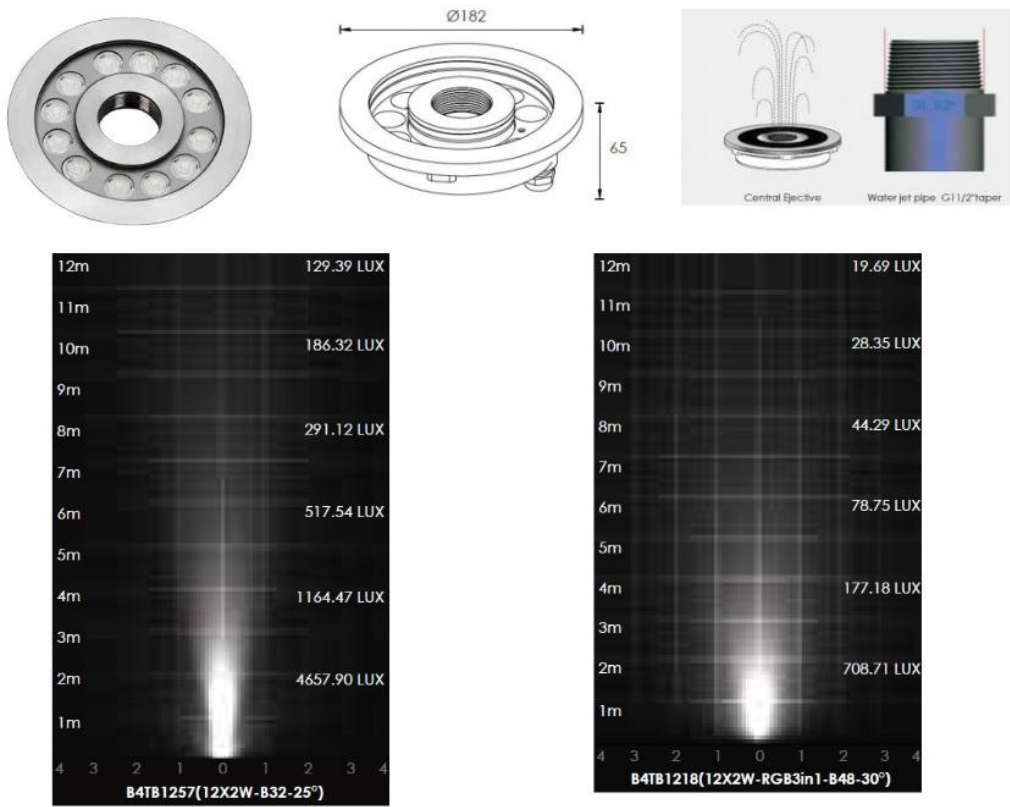 Ø182
65
Central Ejective
Water jet pipe G11/2"taper
12m 129.39 LUX
11m
10m 186.32 LUX
9m
8m 291.12 LUX
7m
6m 517.54 LUX
5m
4m 1164.47 LUX
3m
2m 4657.90 LUX
1m
4 3 2 1 0 1 2 3 4
B4TB1257(12X2W-B32-25°)
12m 19.69 LUX
11m
10m 28.35 LUX
9m
8m 44.29 LUX
7m
6m 78.75 LUX
5m
4m 177.18 LUX
3m
2m 708.71 LUX
1m
4 3 2 1 0 1 2 3 4
B4TB1218(12X2W-RGB3in1-B48-30°)